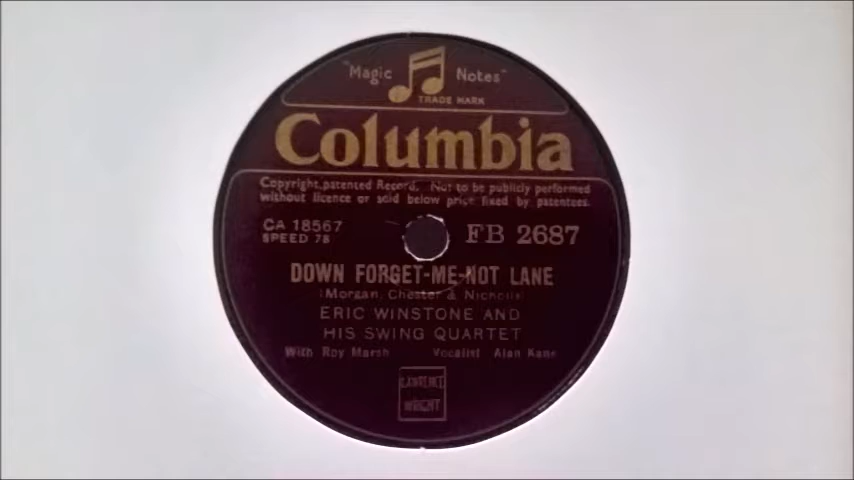 "Magic Notes"
TRADE MARK
Columbia
Copyright, patented Record. Not to be publicly performed
without licence or sold below price fixed by patentees.
CA 18567
SPEED 78
FB 2687
DOWN FORGET-ME-NOT LANE
(Morgan, Chester & Nicholls)
ERIC WINSTONE AND
HIS SWING QUARTET
With Roy Marsh Vocalist Alan Kane
LAWRENCE
WRIGHT